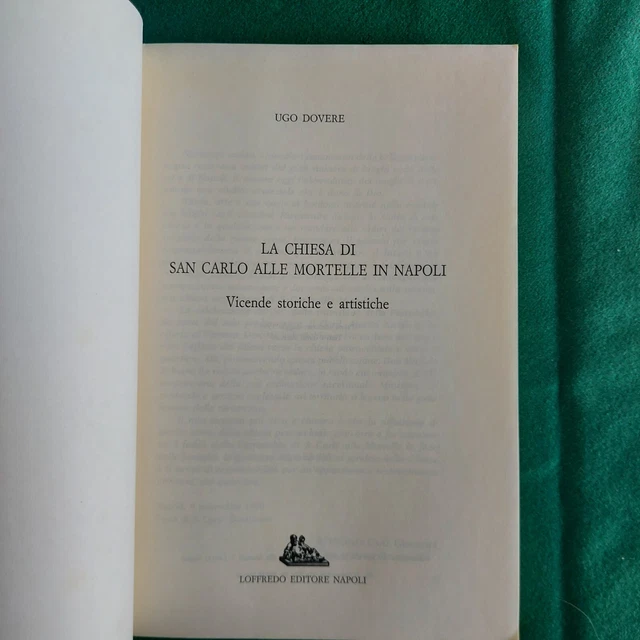 UGO DOVERE
LA CHIESA DI
SAN CARLO ALLE MORTELLE IN NAPOLI
Vicende storiche e artistiche
LOFFREDO EDITORE NAPOLI